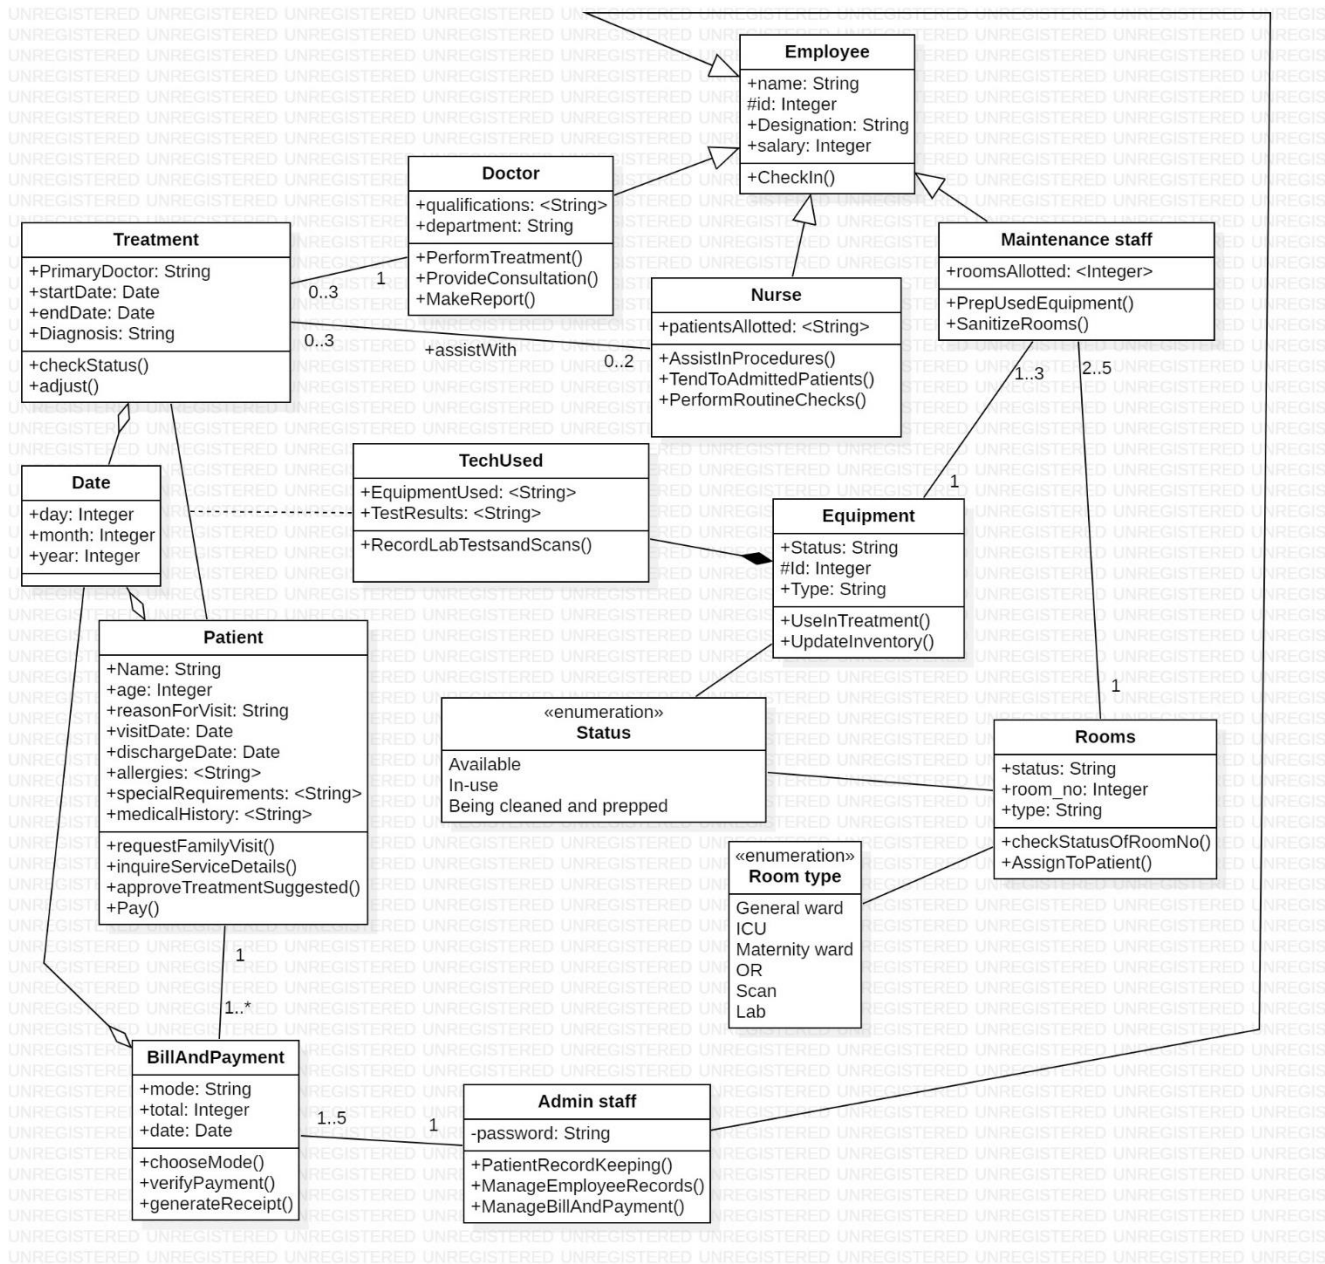 Employee
+name: String
#id: Integer
+Designation: String
+salary: Integer
+CheckIn()
Doctor
+qualifications: <String>
+department: String
+PerformTreatment()
+ProvideConsultation()
+MakeReport()
Treatment
+PrimaryDoctor: String
+startDate: Date
+endDate: Date
+Diagnosis: String
+checkStatus()
+adjust()
1
0..3
0..3
+assistWith
0..2
Nurse
+patientsAllotted: <String>
+AssistInProcedures()
+TendToAdmittedPatients()
+PerformRoutineChecks()
Maintenance staff
+roomsAllotted: <Integer>
+PrepUsedEquipment()
+SanitizeRooms()
1..3
2..5
1
1
Date
+day: Integer
+month: Integer
+year: Integer
TechUsed
+EquipmentUsed: <String>
+TestResults: <String>
+RecordLabTestsandScans()
Equipment
+Status: String
#Id: Integer
+Type: String
+UseInTreatment()
+UpdateInventory()
Patient
+Name: String
+age: Integer
+reasonForVisit: String
+visitDate: Date
+dischargeDate: Date
+allergies: <String>
+specialRequirements: <String>
+medicalHistory: <String>
+requestFamilyVisit()
+inquireServiceDetails()
+approveTreatmentSuggested()
+Pay()
«enumeration»
Status
Available
In-use
Being cleaned and prepped
Rooms
+status: String
+room_no: Integer
+type: String
+checkStatusOfRoomNo()
+AssignToPatient()
«enumeration»
Room type
General ward
ICU
Maternity ward
OR
Scan
Lab
1
1..*
BillAndPayment
+mode: String
+total: Integer
+date: Date
+chooseMode()
+verifyPayment()
+generateReceipt()
1..5
1
Admin staff
-password: String
+PatientRecordKeeping()
+ManageEmployeeRecords()
+ManageBillAndPayment()
UNREGISTERED